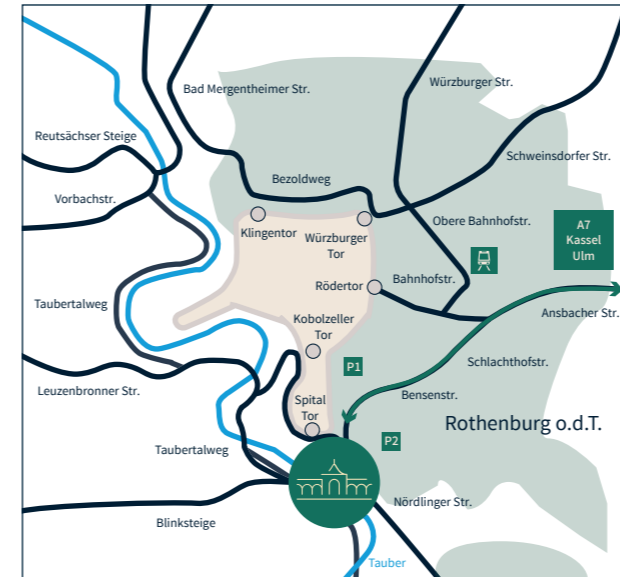 Bad Mergentheimer Str.
Würzburger Str.
Reutsächser Steige
Schweinsdorfer Str.
Bezoldweg
Vorbachstr.
Obere Bahnhofstr.
A7
Kassel
Ulm
Klingentor
Würzburger
Tor
Bahnhofstr.
Rödertor
Taubertalweg
Ansbacher Str.
Kobolzeller
Tor
Schlachthofstr.
P1
Leuzenbronner Str.
Bensenstr.
Spital
Tor
Rothenburg o.d.T.
P2
Taubertalweg
Nördlinger Str.
Blinksteige
Tauber